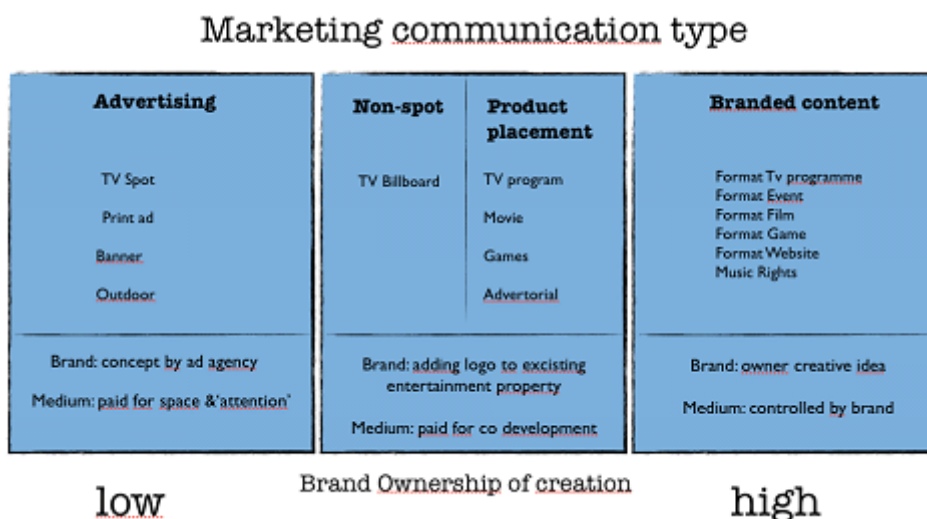 Marketing communication type
Advertising
TV Spot
Print ad
Banner
Outdoor
Brand: concept by ad agency
Medium: paid for space &'attention'
Non-spot
TV Billboard
Product
placement
TV program
Movie
Games
Advertorial
Brand: adding logo to excisting
entertainment property
Medium: paid for co development
Branded content
Format Tv programme
Format Event
Format Film
Format Game
Format Website
Music Rights
Brand: owner creative idea
Medium: controlled by brand
low
Brand Ownership of creation
high